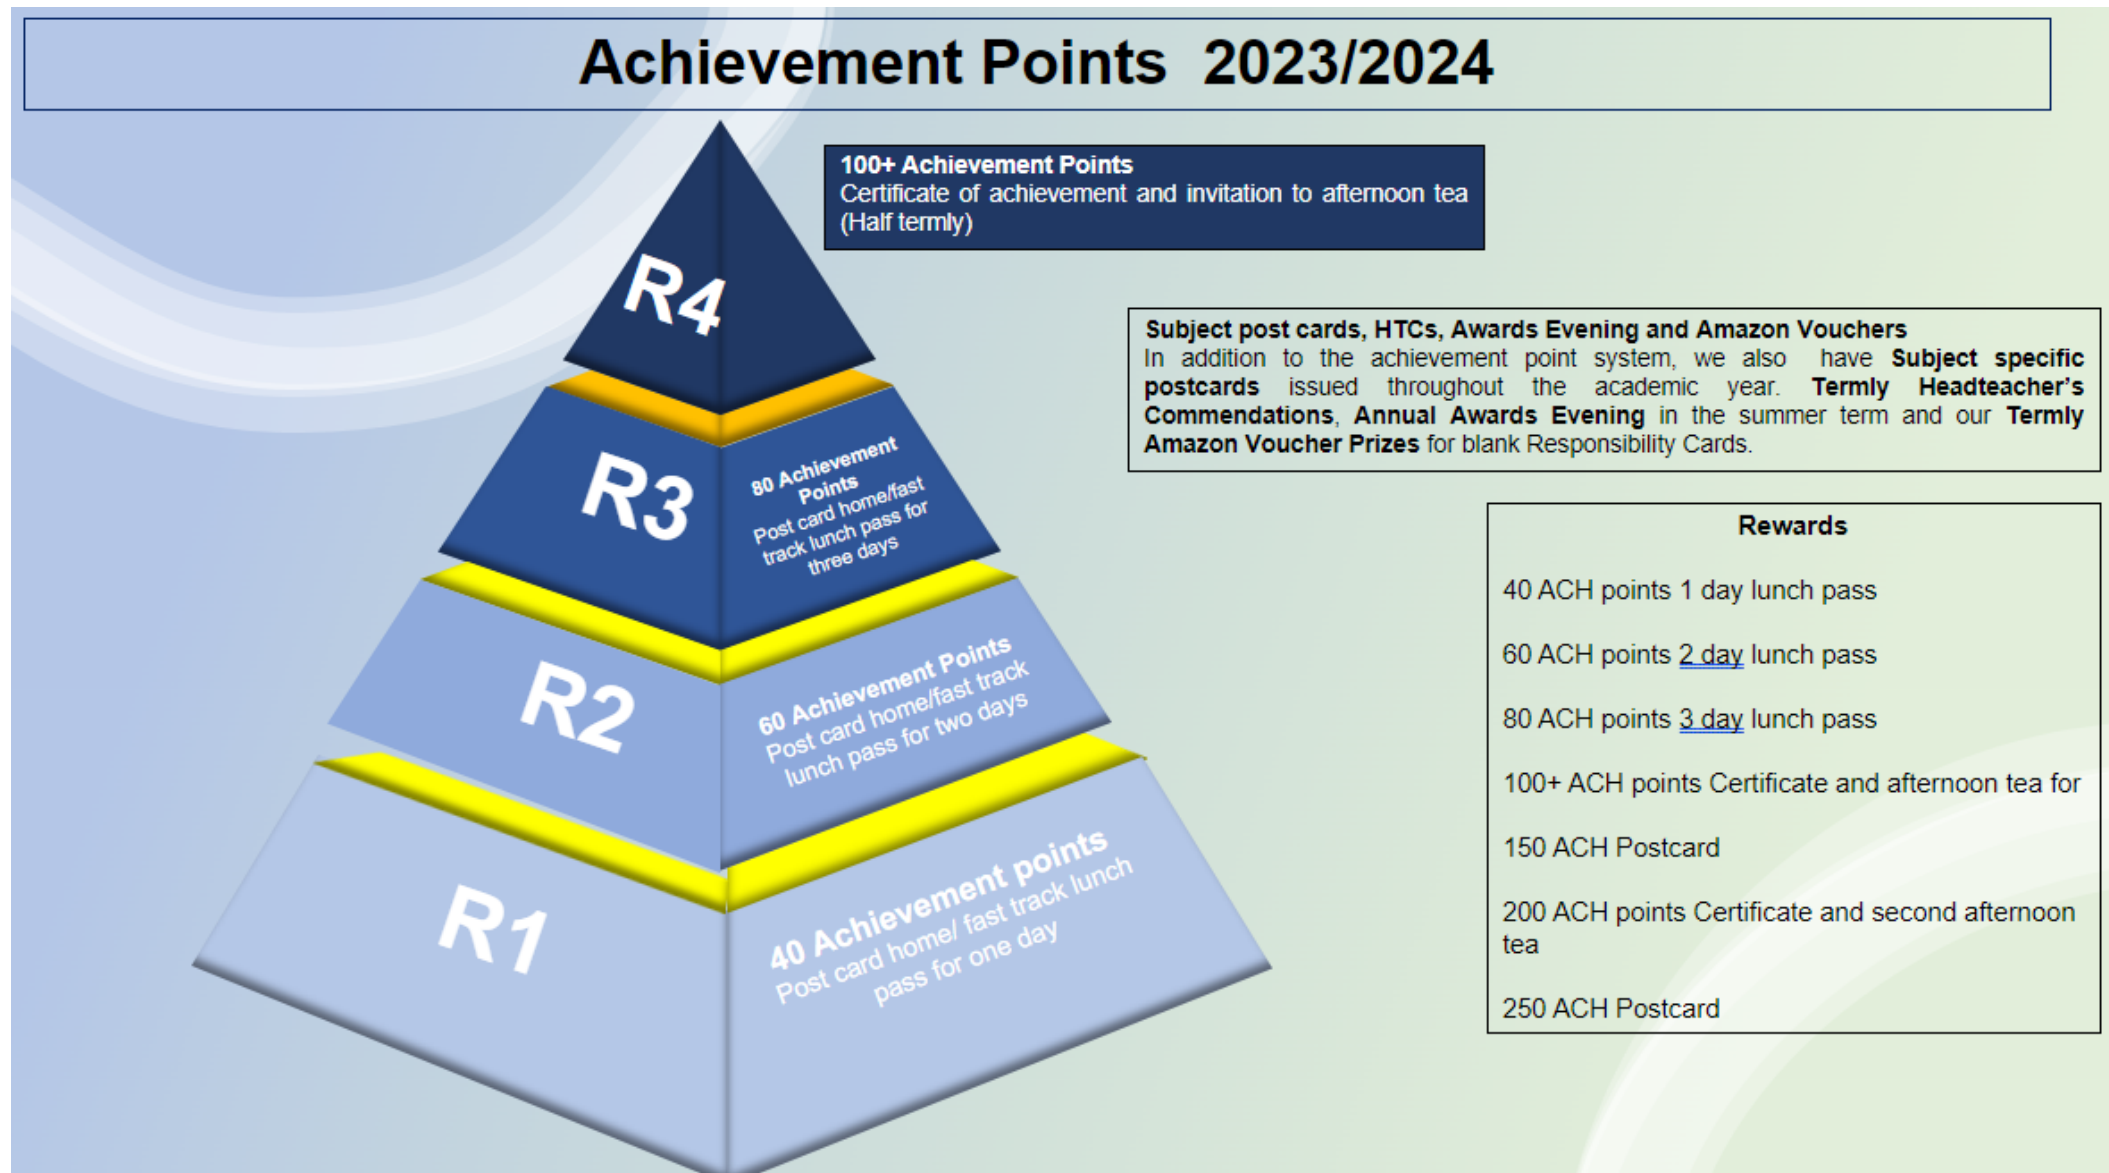 Achievement Points 2023/2024
100+ Achievement Points
Certificate of achievement and invitation to afternoon tea
(Half termly)
R4
Subject post cards, HTCs, Awards Evening and Amazon Vouchers
In addition to the achievement point system, we also have Subject specific
postcards issued throughout the academic year. Termly Headteacher’s
Commendations, Annual Awards Evening in the summer term and our Termly
Amazon Voucher Prizes for blank Responsibility Cards.
R3
80 Achievement
Points
Post card home/fast
track lunch pass for
three days
R2
60 Achievement Points
Post card home/fast track
lunch pass for two days
R1
40 Achievement points
Post card home/ fast track lunch
pass for one day
Rewards
40 ACH points 1 day lunch pass
60 ACH points 2 day lunch pass
80 ACH points 3 day lunch pass
100+ ACH points Certificate and afternoon tea for
150 ACH Postcard
200 ACH points Certificate and second afternoon
tea
250 ACH Postcard